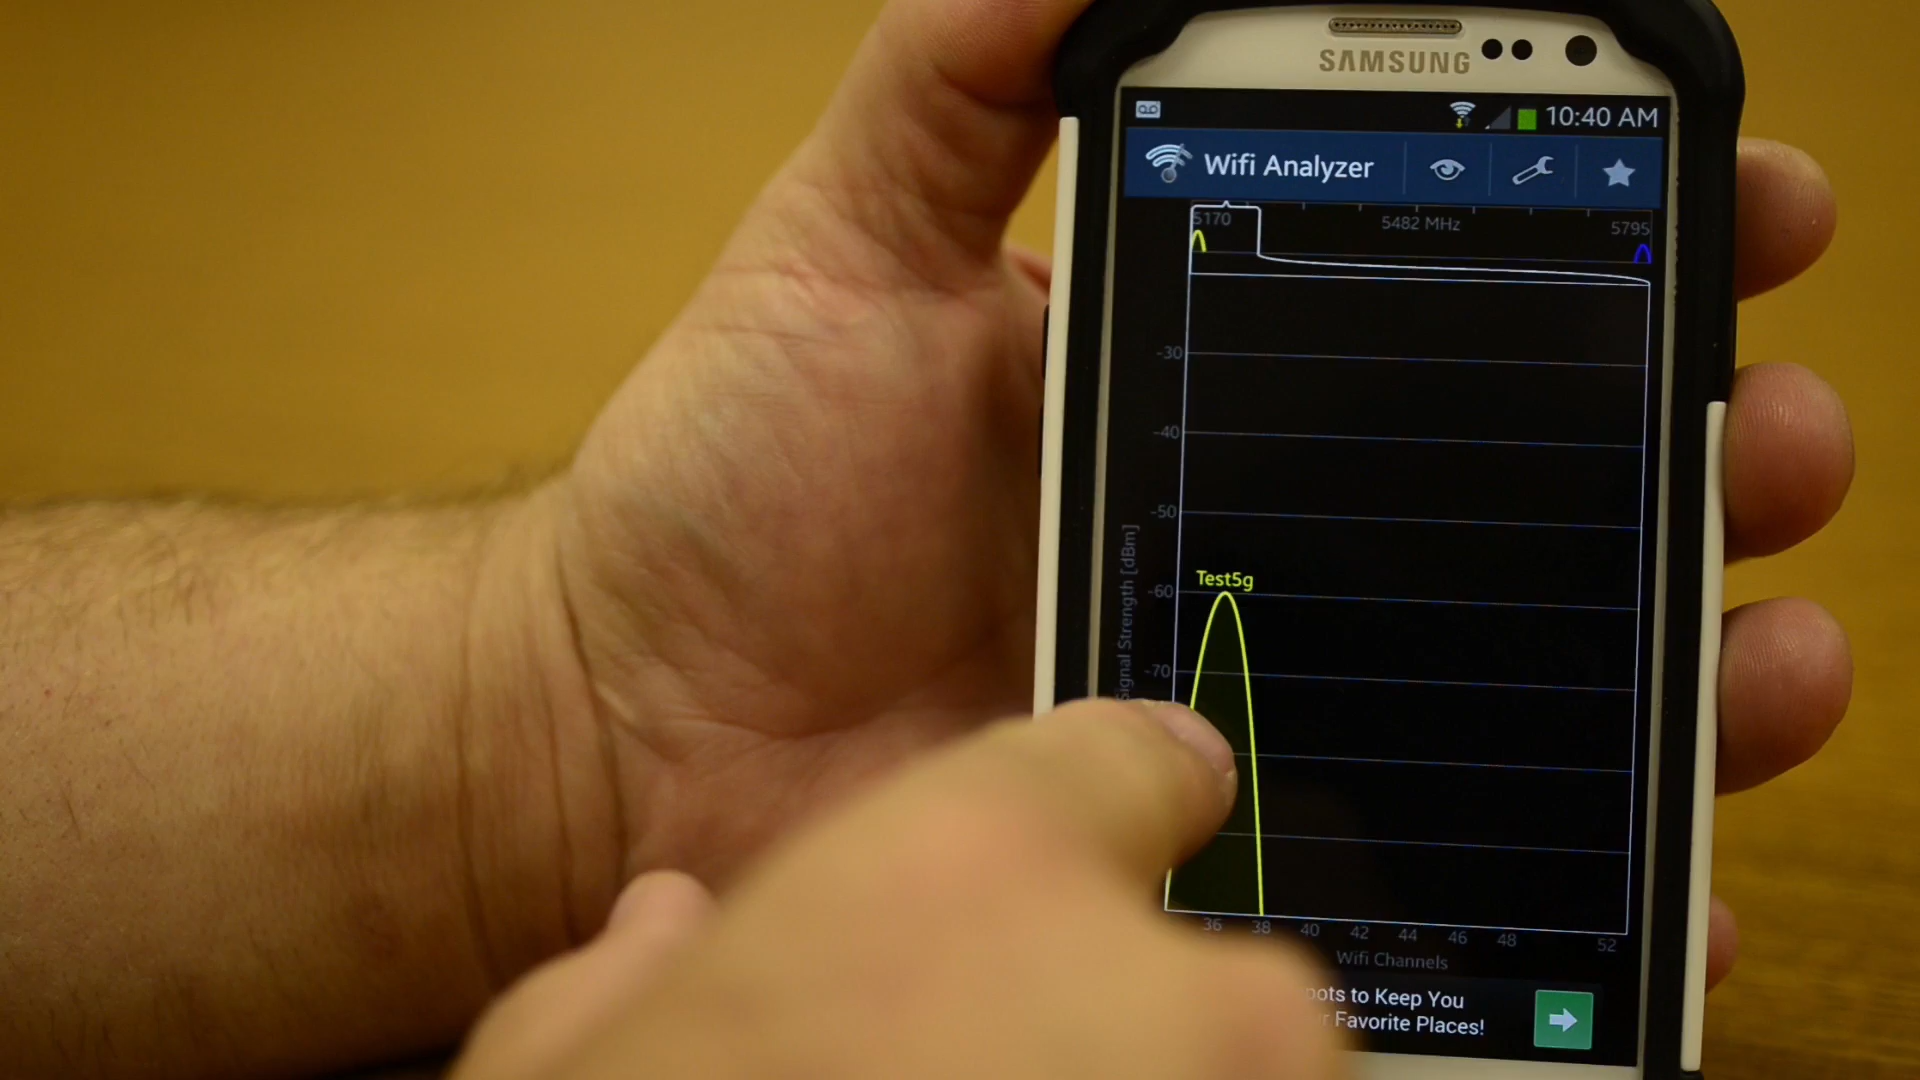 SAMSUNG
10:40 AM
Wifi Analyzer
5170 5482 MHz 5795
-30
-40
-50
Test5g
-60
-70
Signal Strength [dBm]
36 38 40 42 44 46 48 52
Wifi Channels
to Keep You
Favorite Places!